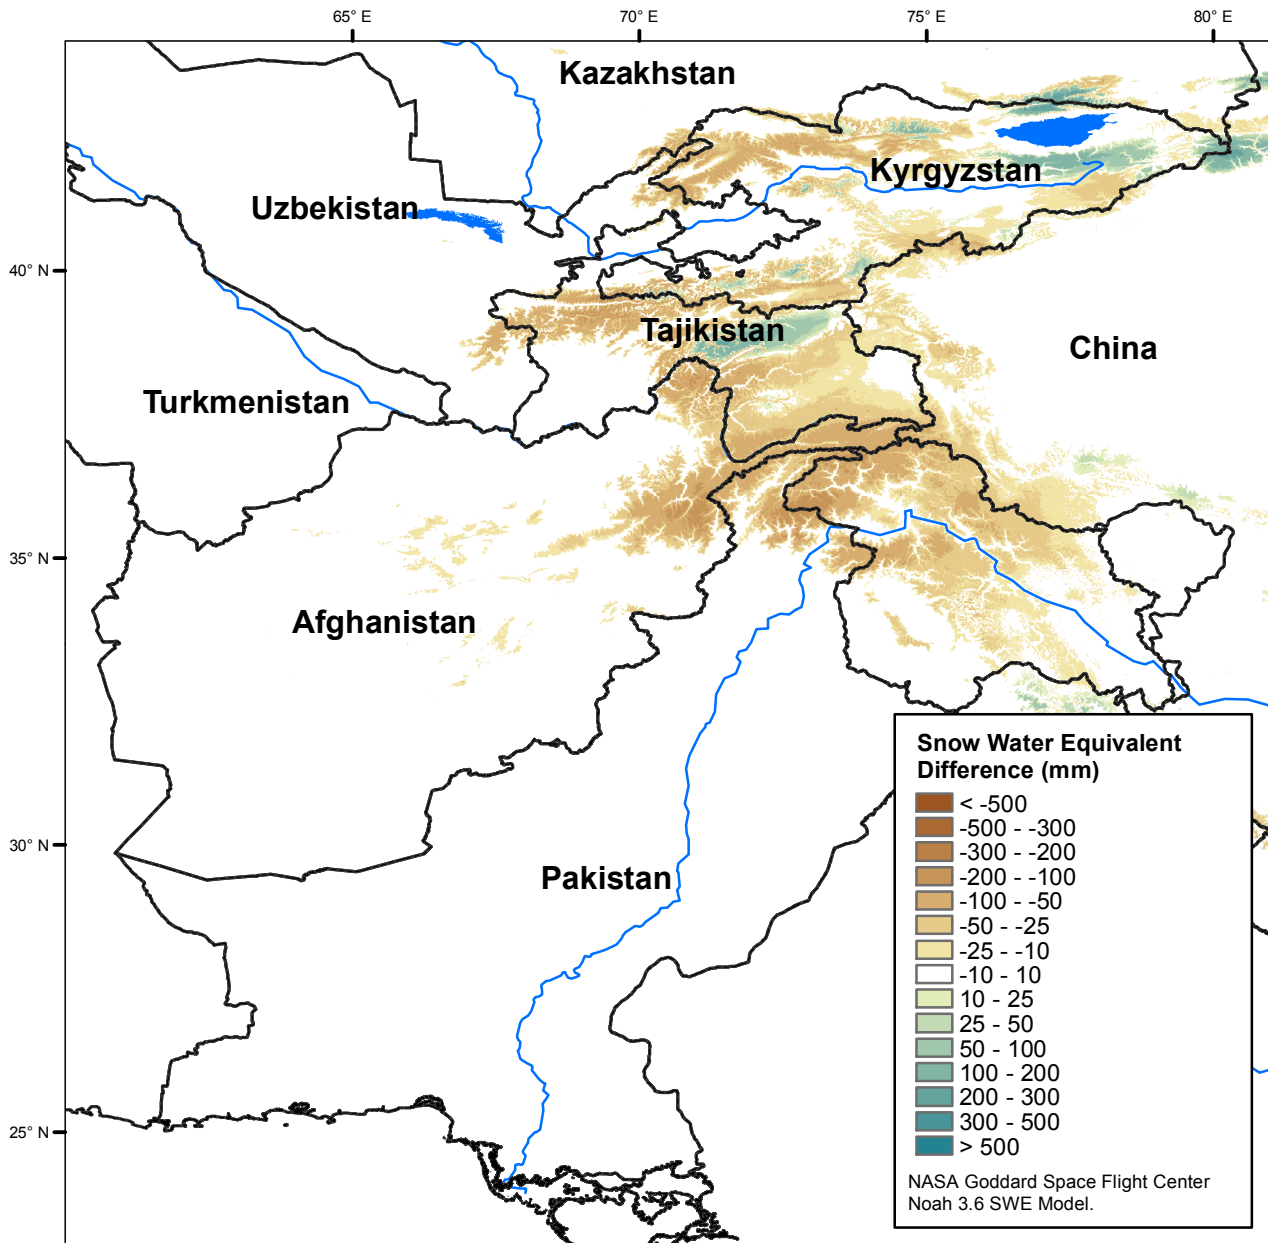 65° E
70° E
75° E
80° E
Kazakhstan
Kyrgyzstan
Uzbekistan
40° N
Tajikistan
China
Turkmenistan
35° N
Afghanistan
Snow Water Equivalent
Difference (mm)
< -500
-500 - -300
-300 - -200
-200 - -100
-100 - -50
-50 - -25
-25 - -10
-10 - 10
10 - 25
25 - 50
50 - 100
100 - 200
200 - 300
300 - 500
> 500
NASA Goddard Space Flight Center
Noah 3.6 SWE Model.
30° N
Pakistan
25° N